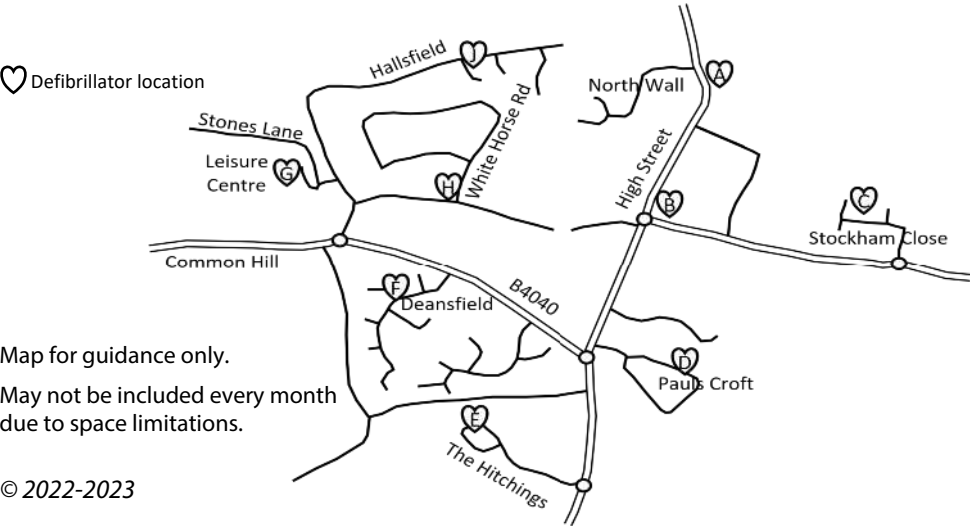 Hallsfield
J
Defibrillator location
North Wall
A
White Horse Rd
Stones Lane
High Street
Leisure
Centre
G
H
B
C
Stockham Close
Common Hill
F
Deansfield
B4040
Map for guidance only.
D
Pauls Croft
May not be included every month
due to space limitations.
E
The Hitchings
© 2022-2023